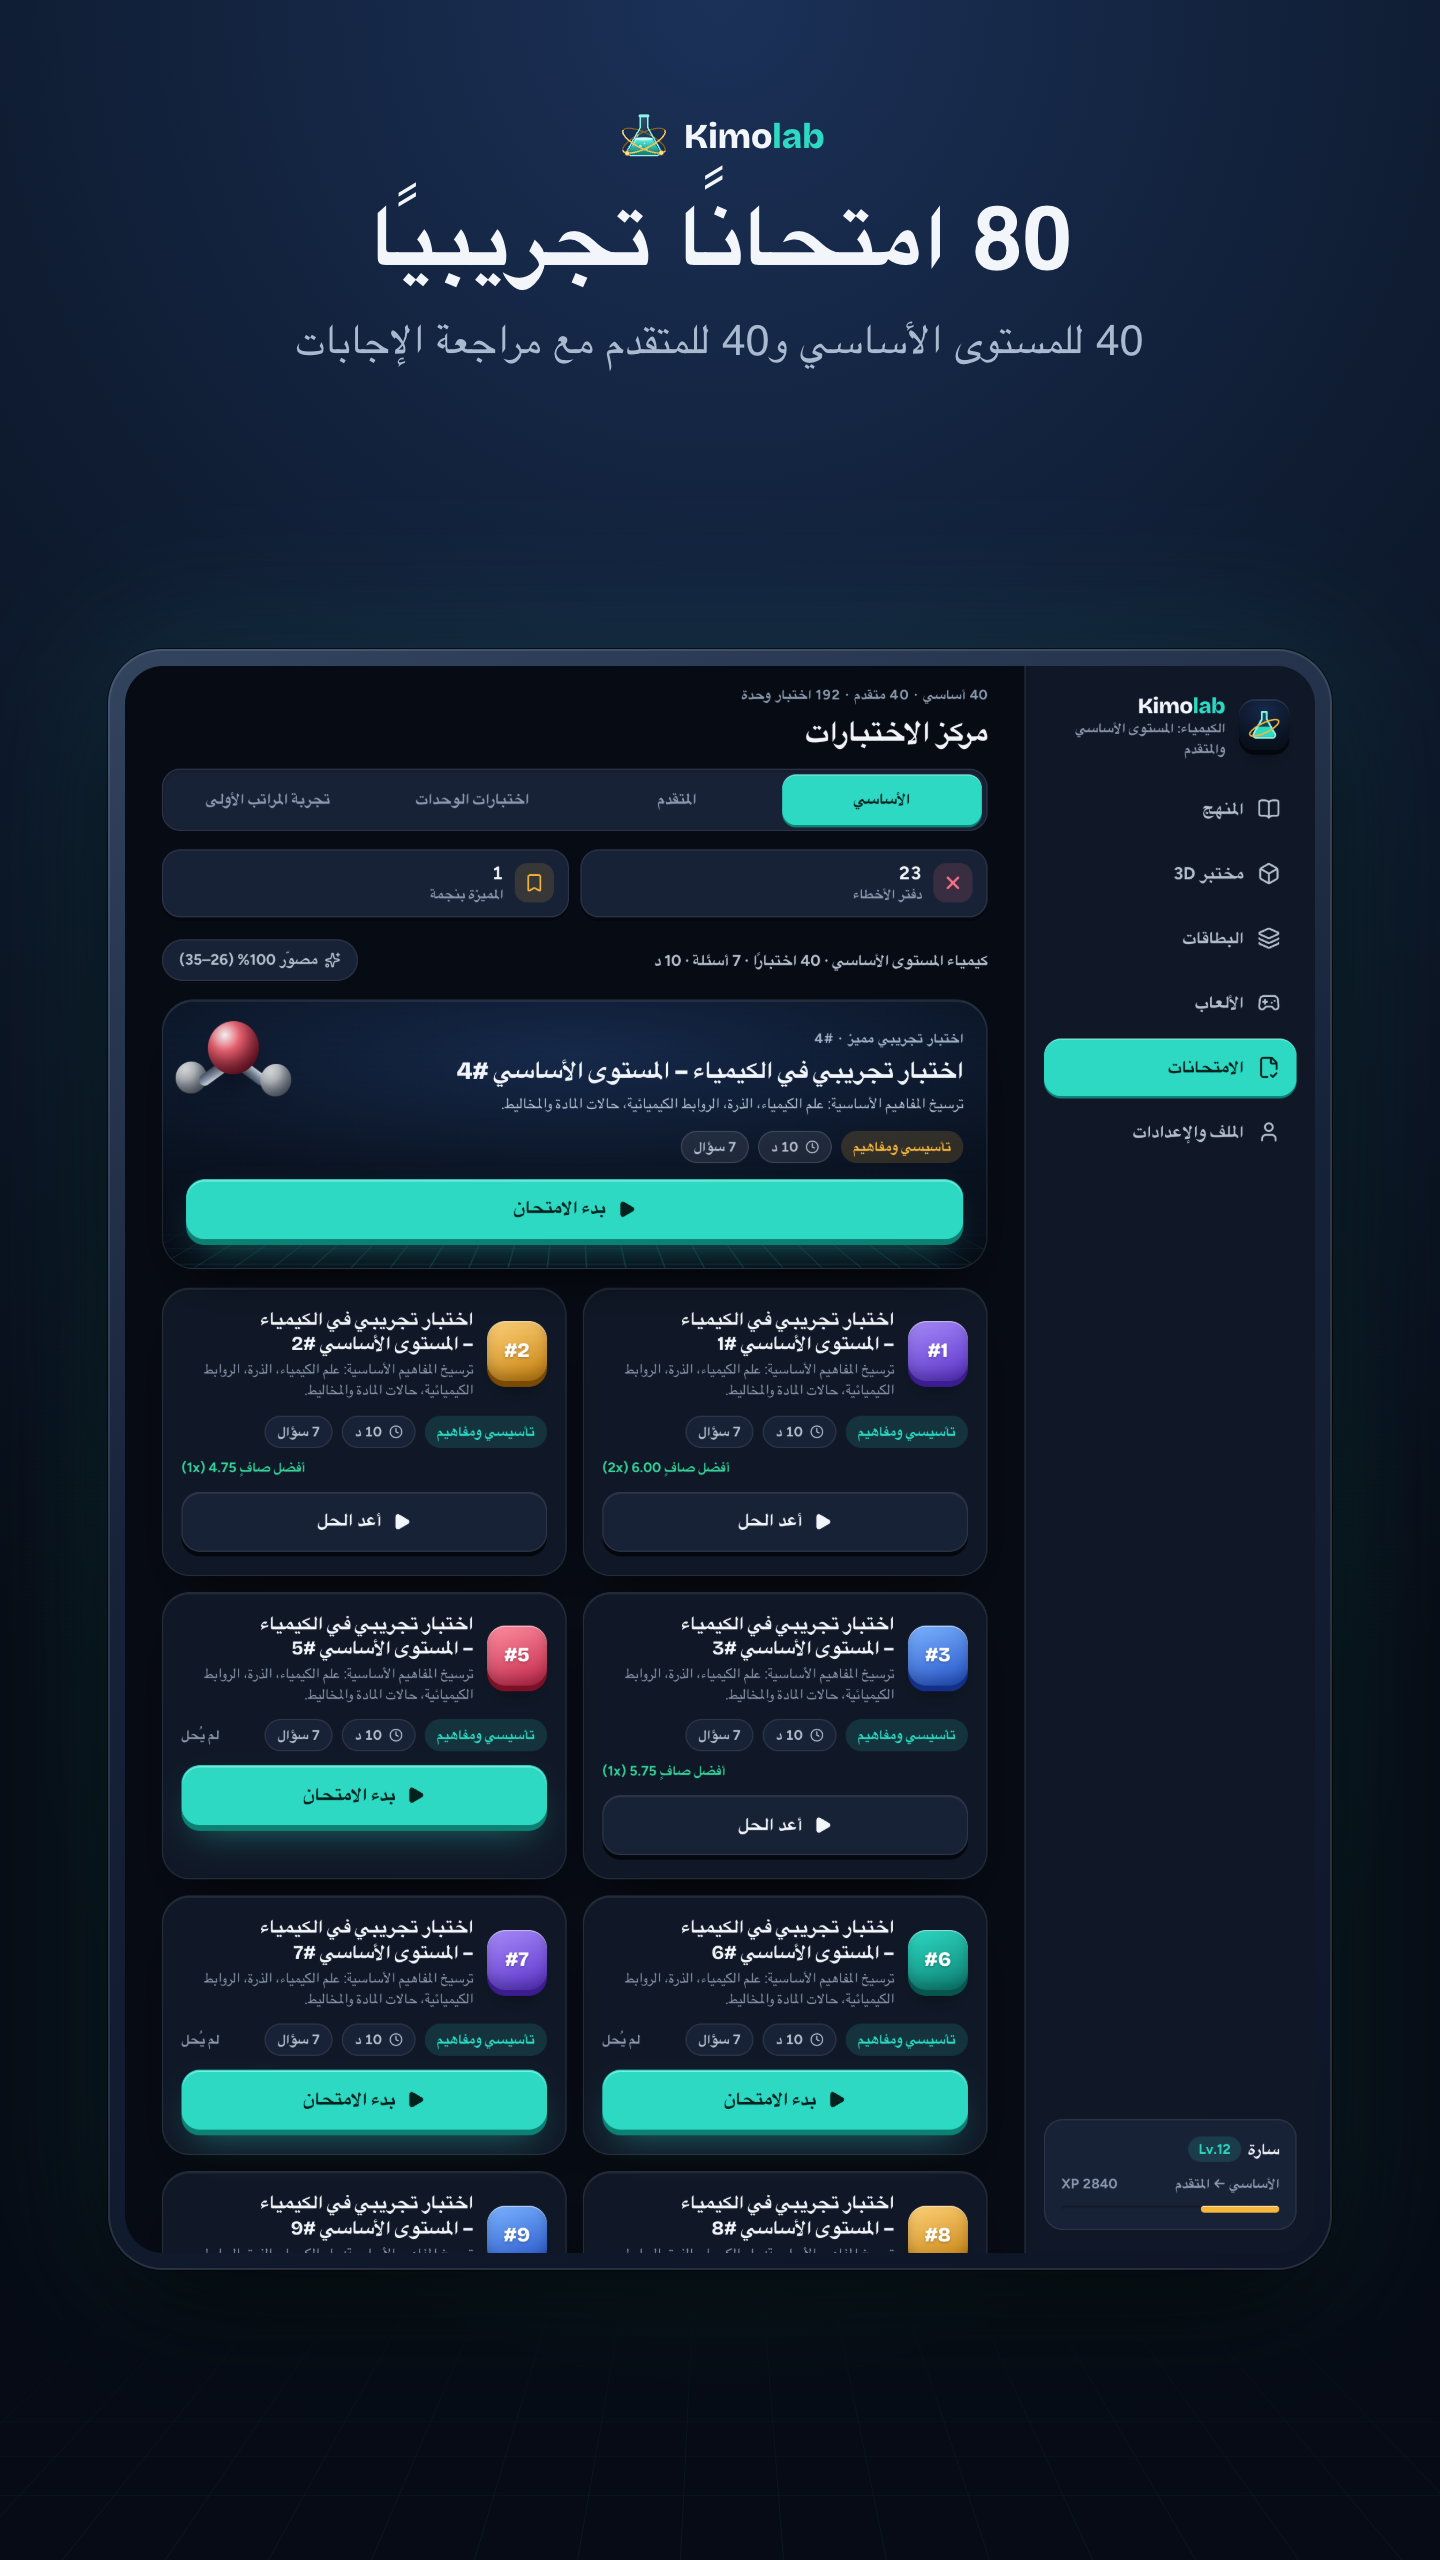 Kimolab
80 امتحانًا تجريبيًا
40 للمستوى الأساسي و40 للمتقدم مع مراجعة الإجابات
Kimolab
الكيمياء: المستوى الأساسي
والمتقدم
المنهج
مختبر 3D
البطاقات
الألعاب
الامتحانات
الملف والإعدادات
سارة Lv.12
الأساسي ← المتقدم XP 2840
40 أساسي · 40 متقدم · 192 اختبار وحدة
مركز الاختبارات
الأساسي
المتقدم
اختبارات الوحدات
تجربة المراتب الأولى
23
دفتر الأخطاء
1
المميزة بنجمة
كيمياء المستوى الأساسي · 40 اختبارًا · 7 أسئلة · 10 د
مصوّر 100% (26–35)
اختبار تجريبي مميز · #4
اختبار تجريبي في الكيمياء – المستوى الأساسي #4
ترسيخ المفاهيم الأساسية: علم الكيمياء، الذرة، الروابط الكيميائية، حالات المادة والمخاليط.
تأسيسي ومفاهيم
10 د
7 سؤال
بدء الامتحان
#1
اختبار تجريبي في الكيمياء
– المستوى الأساسي #1
ترسيخ المفاهيم الأساسية: علم الكيمياء، الذرة، الروابط
الكيميائية، حالات المادة والمخاليط.
تأسيسي ومفاهيم
10 د
7 سؤال
أفضل صافٍ 6.00 (2x)
أعد الحل
#2
اختبار تجريبي في الكيمياء
– المستوى الأساسي #2
ترسيخ المفاهيم الأساسية: علم الكيمياء، الذرة، الروابط
الكيميائية، حالات المادة والمخاليط.
تأسيسي ومفاهيم
10 د
7 سؤال
أفضل صافٍ 4.75 (1x)
أعد الحل
#3
اختبار تجريبي في الكيمياء
– المستوى الأساسي #3
ترسيخ المفاهيم الأساسية: علم الكيمياء، الذرة، الروابط
الكيميائية، حالات المادة والمخاليط.
تأسيسي ومفاهيم
10 د
7 سؤال
أفضل صافٍ 5.75 (1x)
أعد الحل
#5
اختبار تجريبي في الكيمياء
– المستوى الأساسي #5
ترسيخ المفاهيم الأساسية: علم الكيمياء، الذرة، الروابط
الكيميائية، حالات المادة والمخاليط.
تأسيسي ومفاهيم
10 د
7 سؤال
لم يُحل
بدء الامتحان
#6
اختبار تجريبي في الكيمياء
– المستوى الأساسي #6
ترسيخ المفاهيم الأساسية: علم الكيمياء، الذرة، الروابط
الكيميائية، حالات المادة والمخاليط.
تأسيسي ومفاهيم
10 د
7 سؤال
لم يُحل
بدء الامتحان
#7
اختبار تجريبي في الكيمياء
– المستوى الأساسي #7
ترسيخ المفاهيم الأساسية: علم الكيمياء، الذرة، الروابط
الكيميائية، حالات المادة والمخاليط.
تأسيسي ومفاهيم
10 د
7 سؤال
لم يُحل
بدء الامتحان
#8
اختبار تجريبي في الكيمياء
– المستوى الأساسي #8
#9
اختبار تجريبي في الكيمياء
– المستوى الأساسي #9